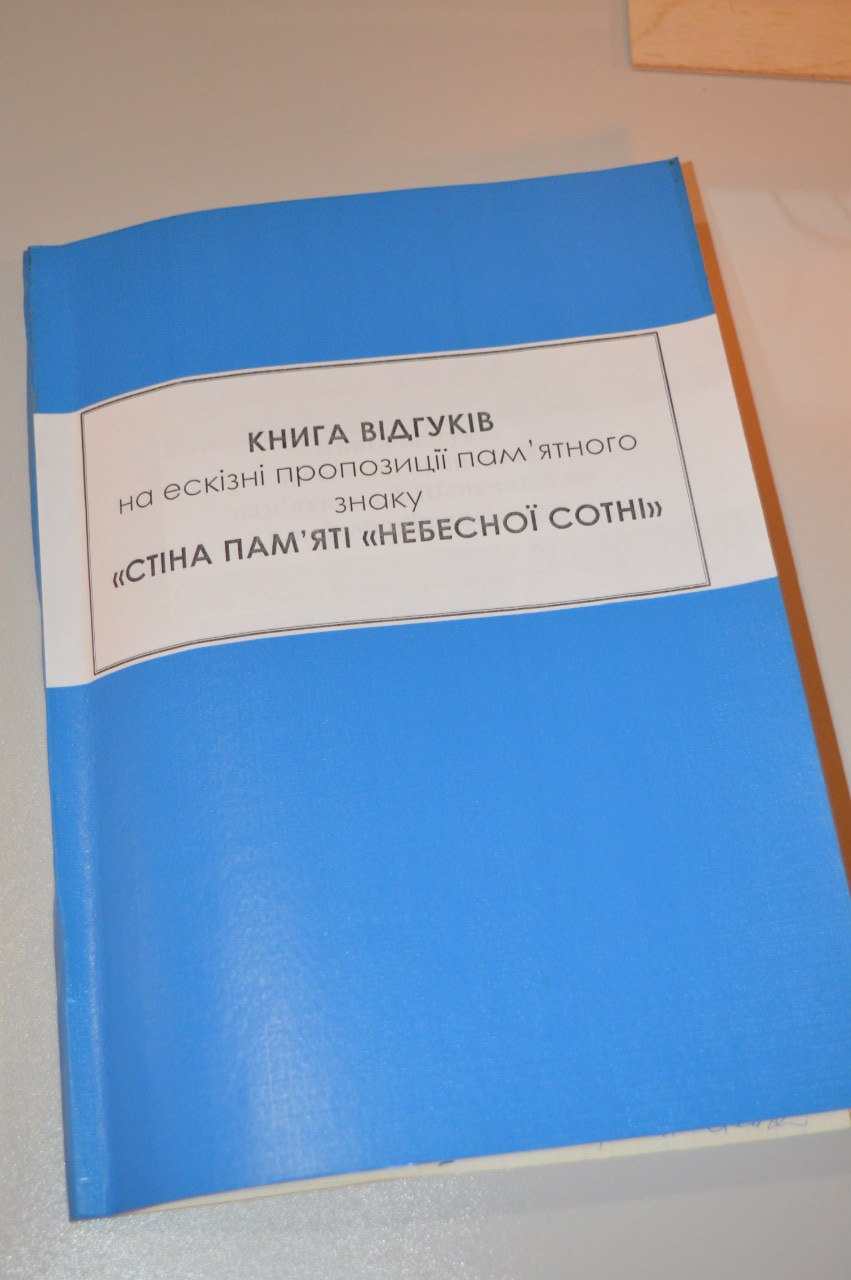 КНИГА ВІДГУКІВ
на ескізні пропозиції пам’ятного
знаку
«СТІНА ПАМ’ЯТІ «НЕБЕСНОЇ СОТНІ»